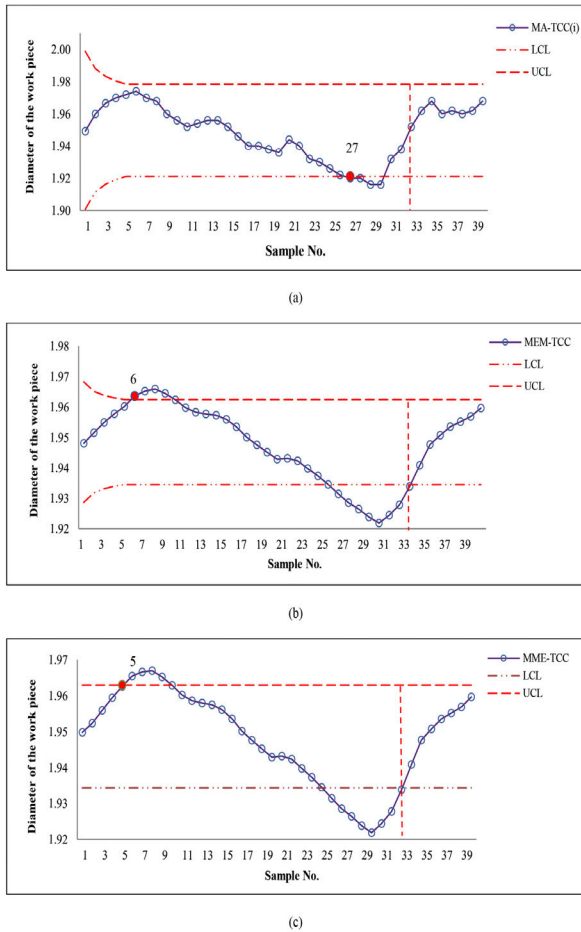 (a)
MA-TCC(i)
LCL
UCL
Diameter of the work piece
2.00
1.98
1.96
1.94
1.92
1.90
27
1 3 5 7 9 11 13 15 17 19 21 23 25 27 29 31 33 35 37 39
Sample No.
(a)
MEM-TCC
LCL
UCL
Diameter of the work piece
1.98
1.97
1.96
1.95
1.94
1.93
1.92
6
1 3 5 7 9 11 13 15 17 19 21 23 25 27 29 31 33 35 37 39
Sample No.
(b)
MME-TCC
LCL
UCL
Diameter of the work piece
1.97
1.96
1.95
1.94
1.93
1.92
5
1 3 5 7 9 11 13 15 17 19 21 23 25 27 29 31 33 35 37 39
Sample No.
(c)